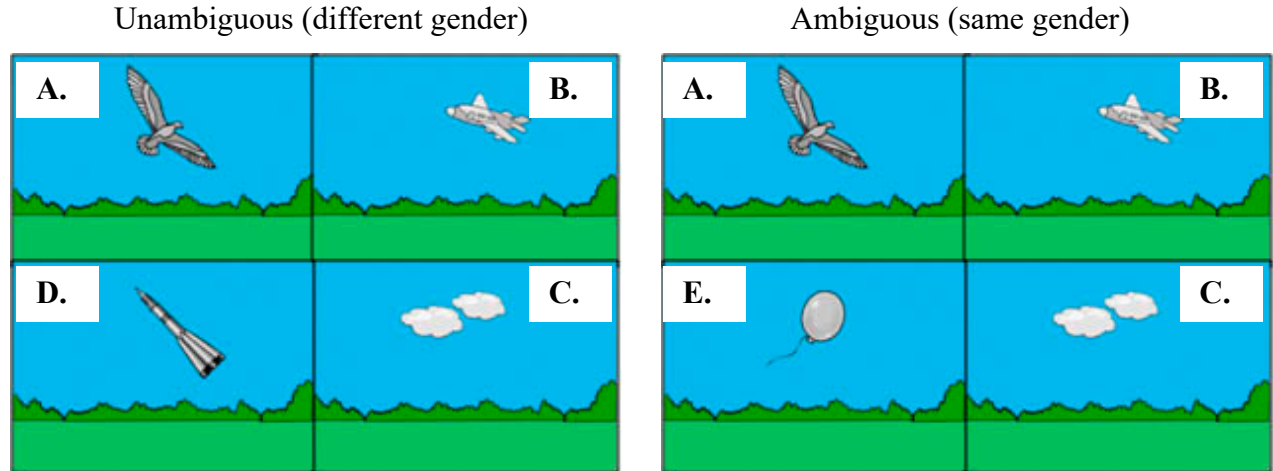 Unambiguous (different gender)
Ambiguous (same gender)
A.
B.
A.
B.
D.
C.
E.
C.